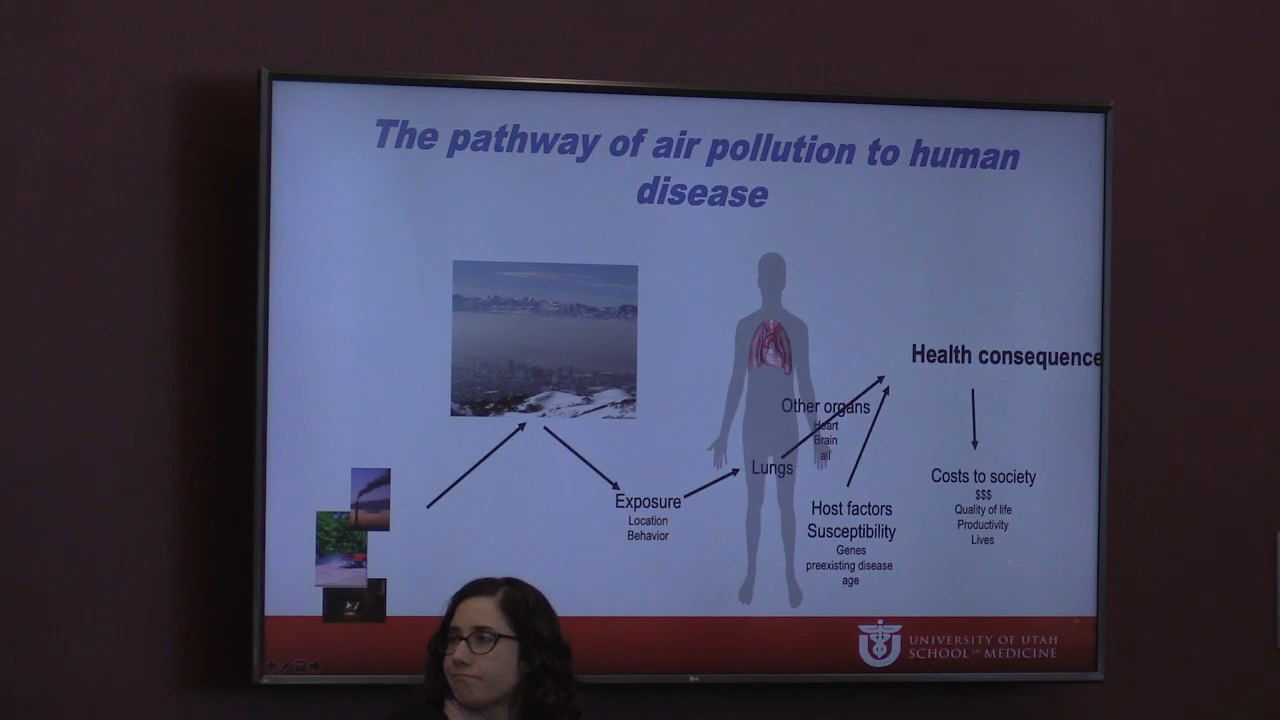 The pathway of air pollution to human
disease
Health consequence
Other organs
Heart
Brain
all
Lungs
Costs to society
$$$
Quality of life
Productivity
Lives
Exposure
Location
Behavior
Host factors
Susceptibility
Genes
preexisting disease
age
UNIVERSITY OF UTAH
SCHOOL OF MEDICINE